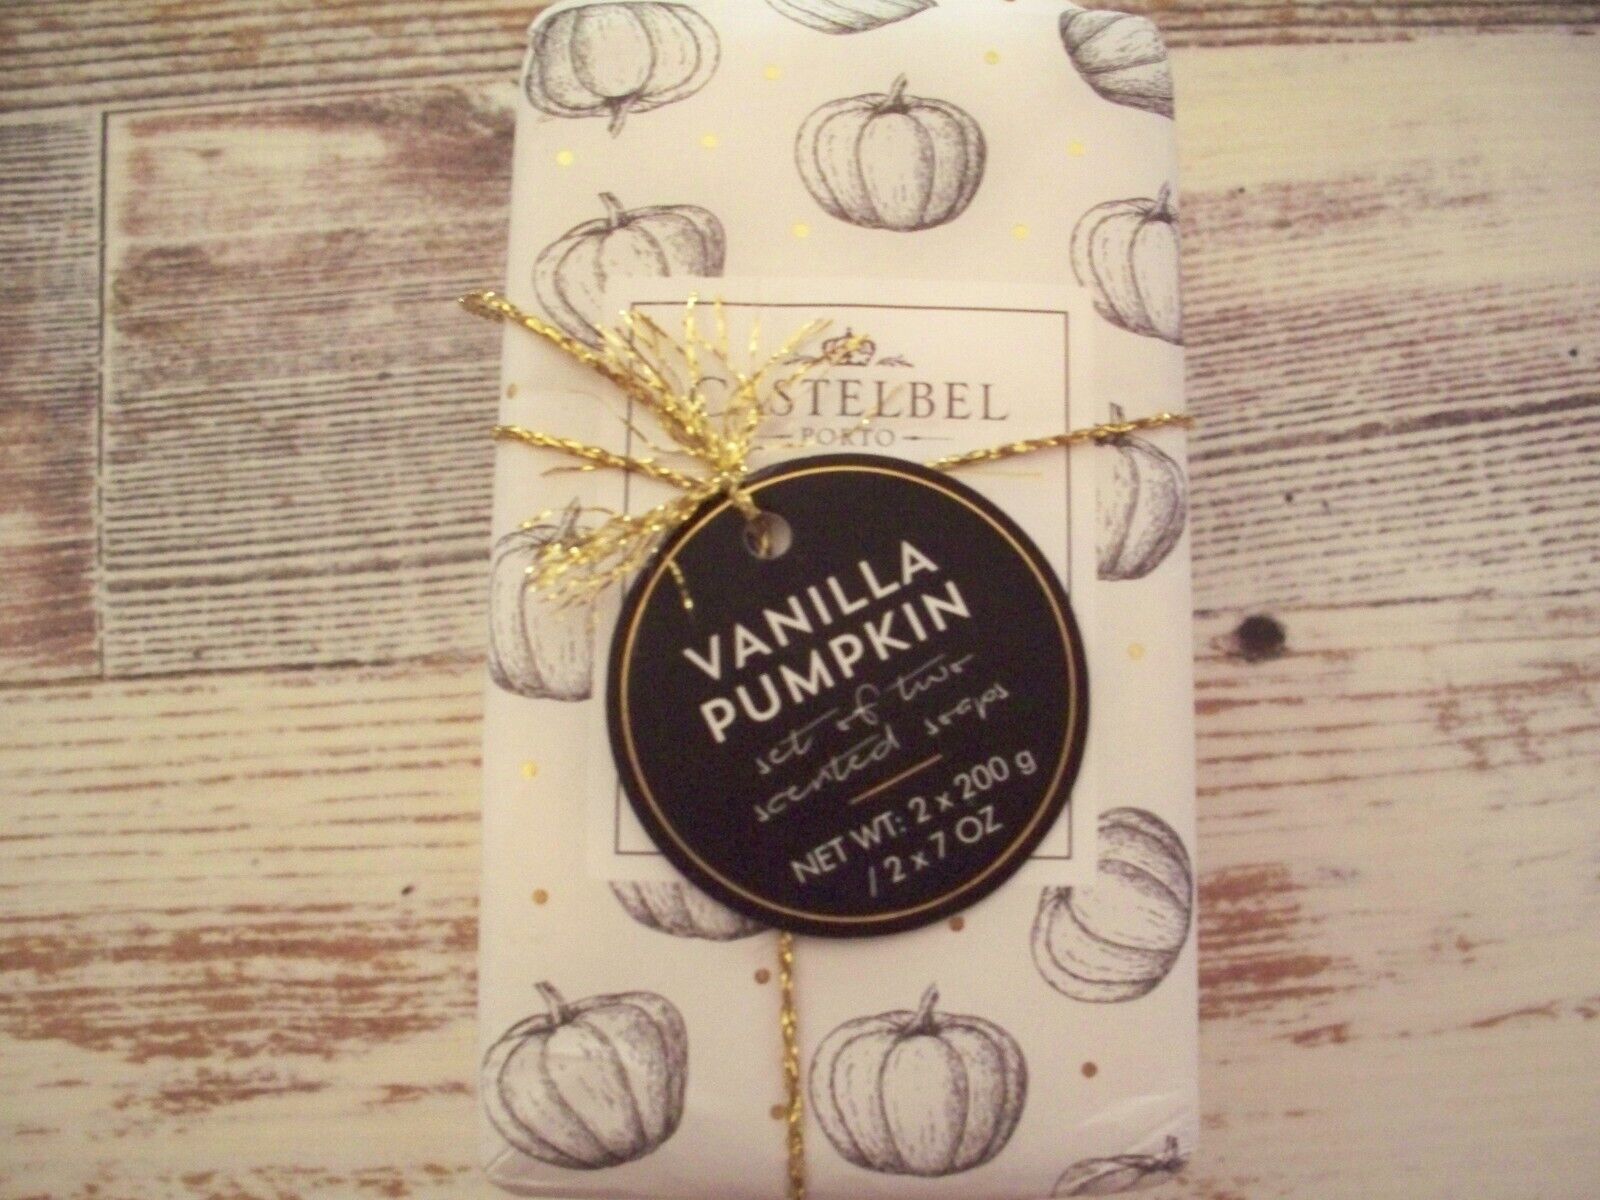 CASTELBEL
PORTO
VANILLA
PUMPKIN
set of two
scented soaps
NET WT: 2 x 200 g
/ 2 x 7 OZ